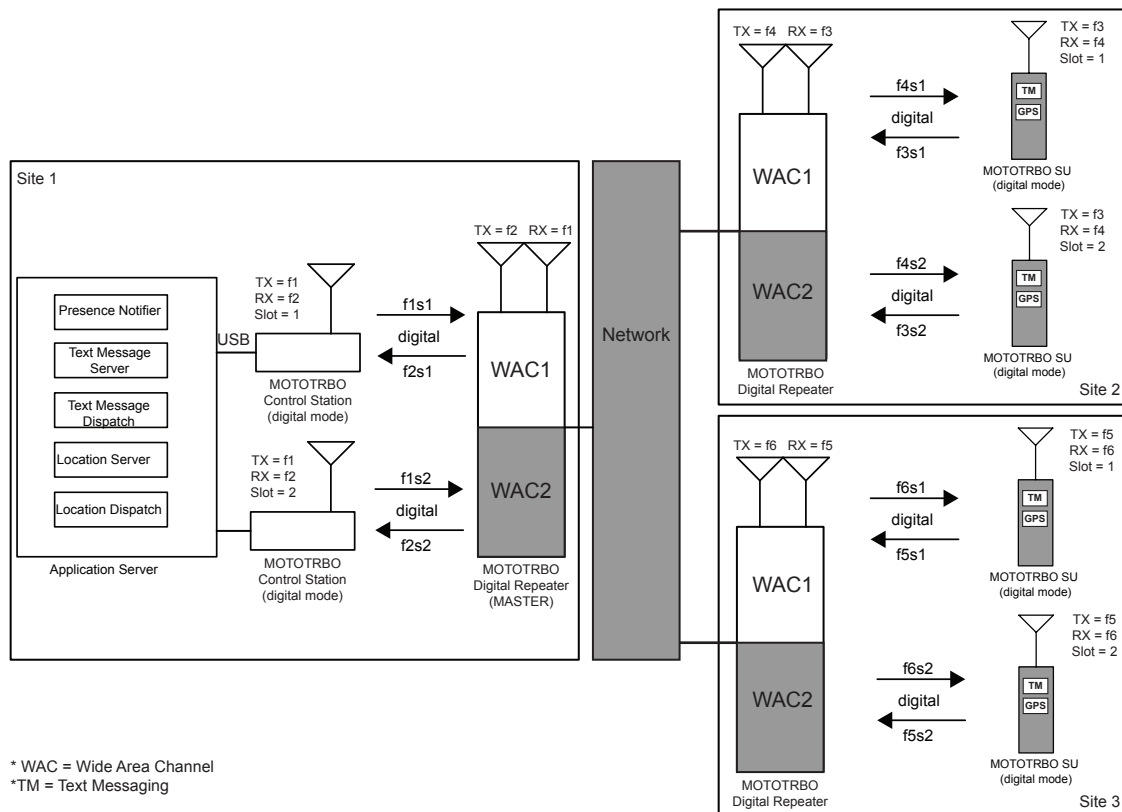 Site 1
Presence Notifier
Text Message
Server
Text Message
Dispatch
Location Server
Location Dispatch
Application Server
USB
TX = f1
RX = f2
Slot = 1
MOTOTRBO
Control Station
(digital mode)
TX = f1
RX = f2
Slot = 2
MOTOTRBO
Control Station
(digital mode)
f1s1
digital
f2s1
f1s2
digital
f2s2
TX = f2 RX = f1
WAC1
WAC2
MOTOTRBO
Digital Repeater
(MASTER)
Network
TX = f4 RX = f3
WAC1
WAC2
MOTOTRBO
Digital Repeater
f4s1
digital
f3s1
f4s2
digital
f3s2
TX = f3
RX = f4
Slot = 1
TM
GPS
MOTOTRBO SU
(digital mode)
TX = f3
RX = f4
Slot = 2
TM
GPS
MOTOTRBO SU
(digital mode)
Site 2
TX = f6 RX = f5
WAC1
WAC2
MOTOTRBO
Digital Repeater
f6s1
digital
f5s1
f6s2
digital
f5s2
TX = f5
RX = f6
Slot = 1
TM
GPS
MOTOTRBO SU
(digital mode)
TX = f5
RX = f6
Slot = 2
TM
GPS
MOTOTRBO SU
(digital mode)
Site 3
* WAC = Wide Area Channel
*TM = Text Messaging